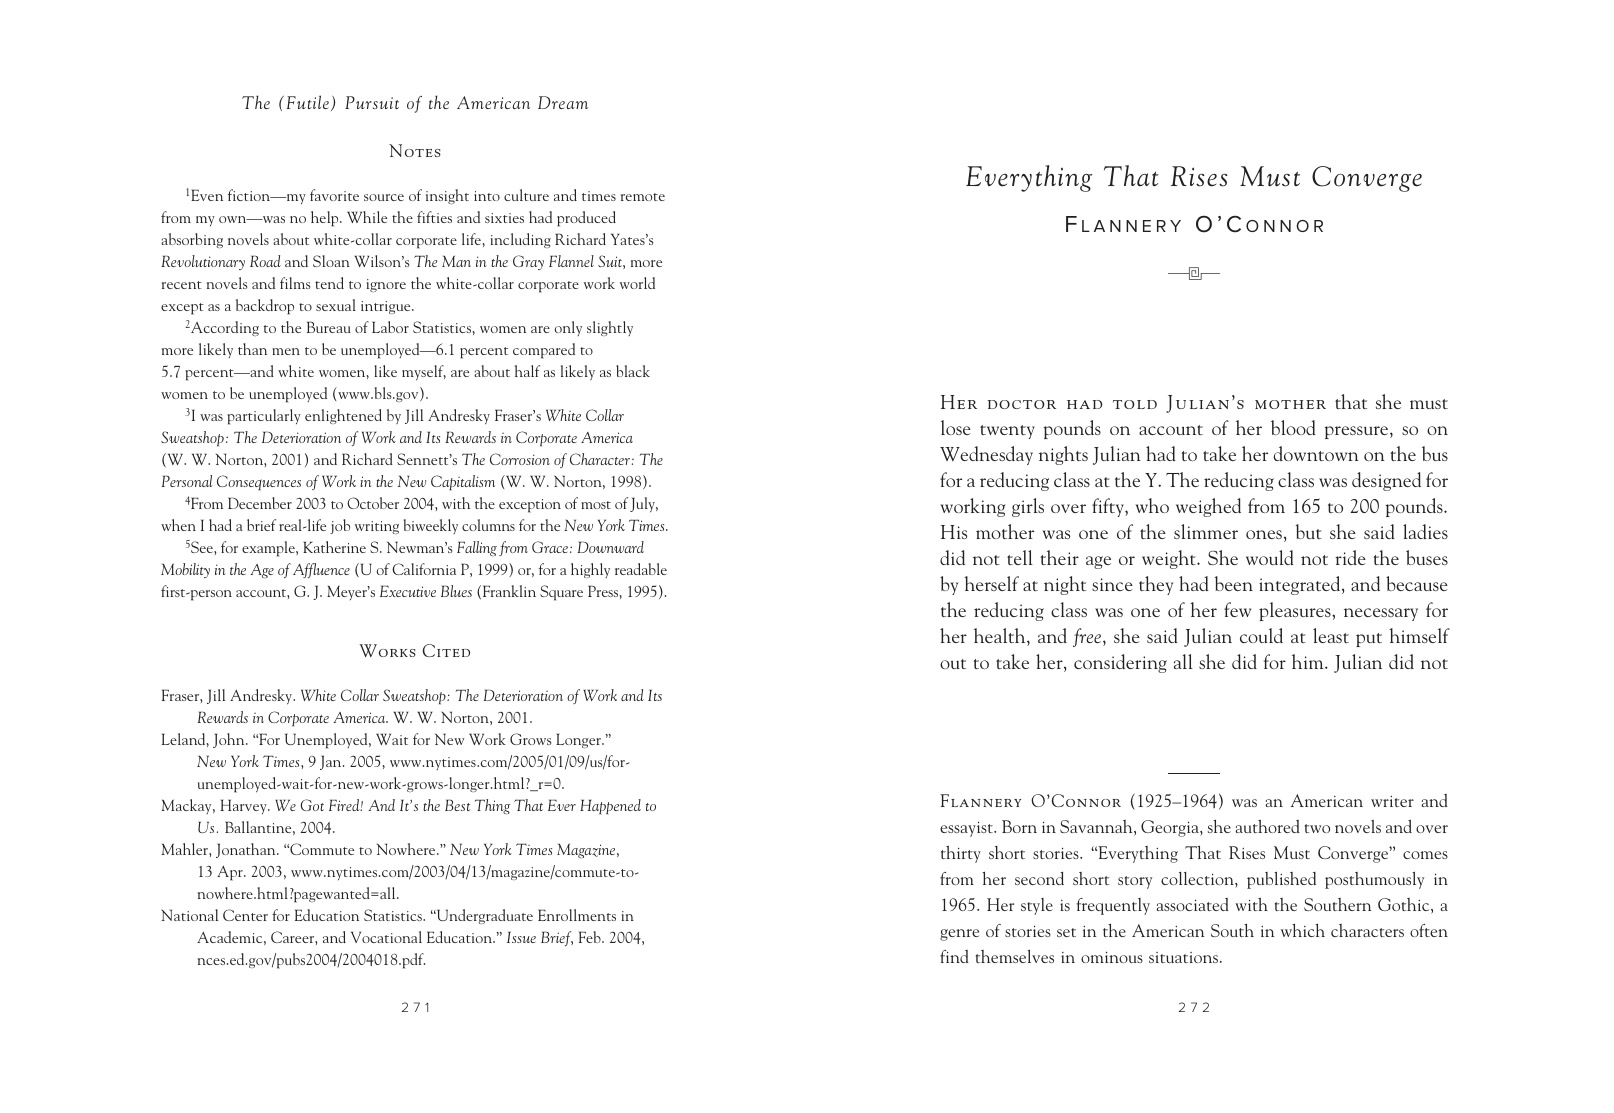 The (Futile) Pursuit of the American Dream
Notes
¹Even fiction—my favorite source of insight into culture and times remote
from my own—was no help. While the fifties and sixties had produced
absorbing novels about white-collar corporate life, including Richard Yates’s
Revolutionary Road and Sloan Wilson’s The Man in the Gray Flannel Suit, more
recent novels and films tend to ignore the white-collar corporate work world
except as a backdrop to sexual intrigue.
²According to the Bureau of Labor Statistics, women are only slightly
more likely than men to be unemployed—6.1 percent compared to
5.7 percent—and white women, like myself, are about half as likely as black
women to be unemployed (www.bls.gov).
³I was particularly enlightened by Jill Andresky Fraser’s White Collar
Sweatshop: The Deterioration of Work and Its Rewards in Corporate America
(W. W. Norton, 2001) and Richard Sennett’s The Corrosion of Character: The
Personal Consequences of Work in the New Capitalism (W. W. Norton, 1998).
⁴From December 2003 to October 2004, with the exception of most of July,
when I had a brief real-life job writing biweekly columns for the New York Times.
⁵See, for example, Katherine S. Newman’s Falling from Grace: Downward
Mobility in the Age of Affluence (U of California P, 1999) or, for a highly readable
first-person account, G. J. Meyer’s Executive Blues (Franklin Square Press, 1995).
Works Cited
Fraser, Jill Andresky. White Collar Sweatshop: The Deterioration of Work and Its
Rewards in Corporate America. W. W. Norton, 2001.
Leland, John. “For Unemployed, Wait for New Work Grows Longer.”
New York Times, 9 Jan. 2005, www.nytimes.com/2005/01/09/us/for-
unemployed-wait-for-new-work-grows-longer.html?_r=0.
Mackay, Harvey. We Got Fired! And It’s the Best Thing That Ever Happened to
Us. Ballantine, 2004.
Mahler, Jonathan. “Commute to Nowhere.” New York Times Magazine,
13 Apr. 2003, www.nytimes.com/2003/04/13/magazine/commute-to-
nowhere.html?pagewanted=all.
National Center for Education Statistics. “Undergraduate Enrollments in
Academic, Career, and Vocational Education.” Issue Brief, Feb. 2004,
nces.ed.gov/pubs2004/2004018.pdf.
271
Everything That Rises Must Converge
Flannery O’Connor
Her doctor had told Julian’s mother that she must
lose twenty pounds on account of her blood pressure, so on
Wednesday nights Julian had to take her downtown on the bus
for a reducing class at the Y. The reducing class was designed for
working girls over fifty, who weighed from 165 to 200 pounds.
His mother was one of the slimmer ones, but she said ladies
did not tell their age or weight. She would not ride the buses
by herself at night since they had been integrated, and because
the reducing class was one of her few pleasures, necessary for
her health, and free, she said Julian could at least put himself
out to take her, considering all she did for him. Julian did not
Flannery O’Connor (1925–1964) was an American writer and
essayist. Born in Savannah, Georgia, she authored two novels and over
thirty short stories. “Everything That Rises Must Converge” comes
from her second short story collection, published posthumously in
1965. Her style is frequently associated with the Southern Gothic, a
genre of stories set in the American South in which characters often
find themselves in ominous situations.
272